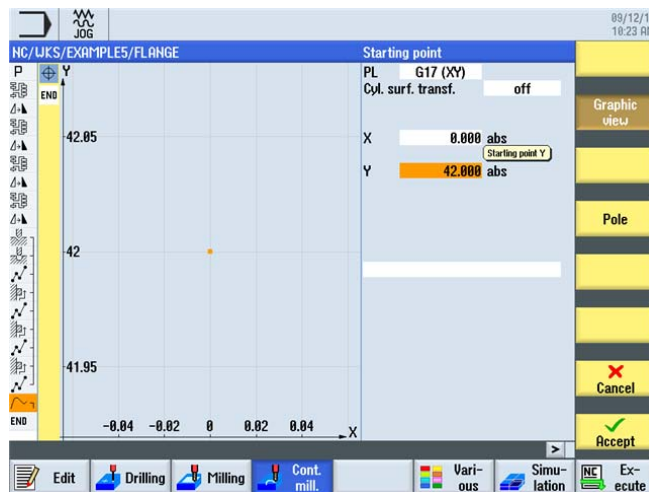 JOG
09/12/1
10:23 A
NC/WKS/EXAMPLE5/FLANGE
Starting point
P
Y
END
PL G17 (XY)
Cyl. surf. transf. off
Graphic view
42.05
X 0.000 abs
Starting point Y
Y 42.000 abs
Pole
42
41.95
Cancel
END
-0.04 -0.02 0 0.02 0.04 X
Accept
>
Edit
Drilling
Milling
Cont. mill.
Vari- ous
Simu- lation
NC
Ex- ecute